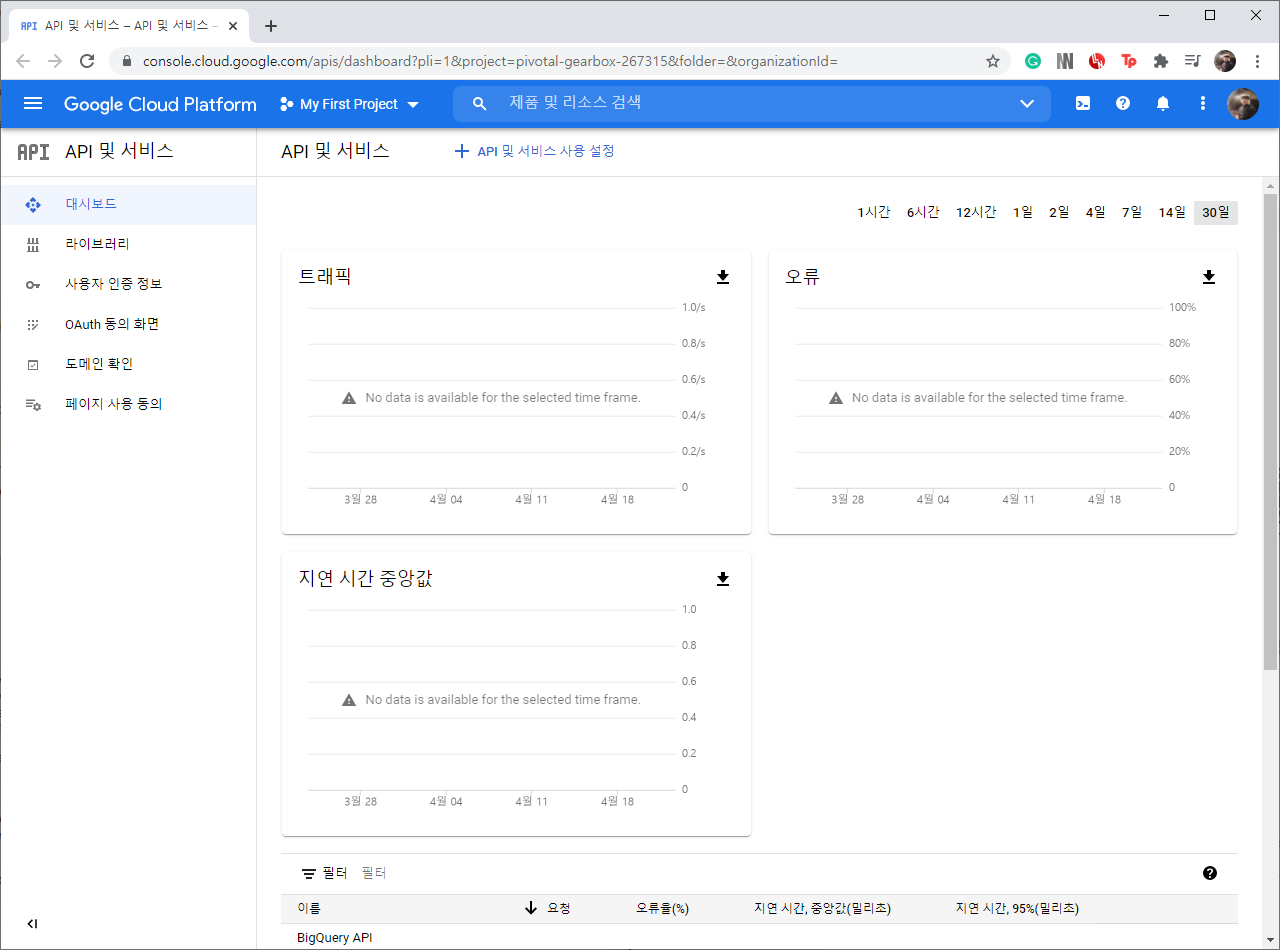 API API 및 서비스 – API 및 서비스 –
console.cloud.google.com/apis/dashboard?pli=1&project=pivotal-gearbox-267315&folder=&organizationId=
Google Cloud Platform My First Project 제품 및 리소스 검색
API API 및 서비스
대시보드
라이브러리
사용자 인증 정보
OAuth 동의 화면
도메인 확인
페이지 사용 동의
API 및 서비스 API 및 서비스 사용 설정
1시간 6시간 12시간 1일 2일 4일 7일 14일 30일
트래픽
1.0/s
0.8/s
0.6/s
No data is available for the selected time frame.
0.4/s
0.2/s
0
3월 28 4월 04 4월 11 4월 18
오류
100%
80%
60%
No data is available for the selected time frame.
40%
20%
0
3월 28 4월 04 4월 11 4월 18
지연 시간 중앙값
1.0
0.8
0.6
No data is available for the selected time frame.
0.4
0.2
0
3월 28 4월 04 4월 11 4월 18
필터 필터
이름 요청 오류율(%) 지연 시간, 중앙값(밀리초) 지연 시간, 95%(밀리초)
BigQuery API